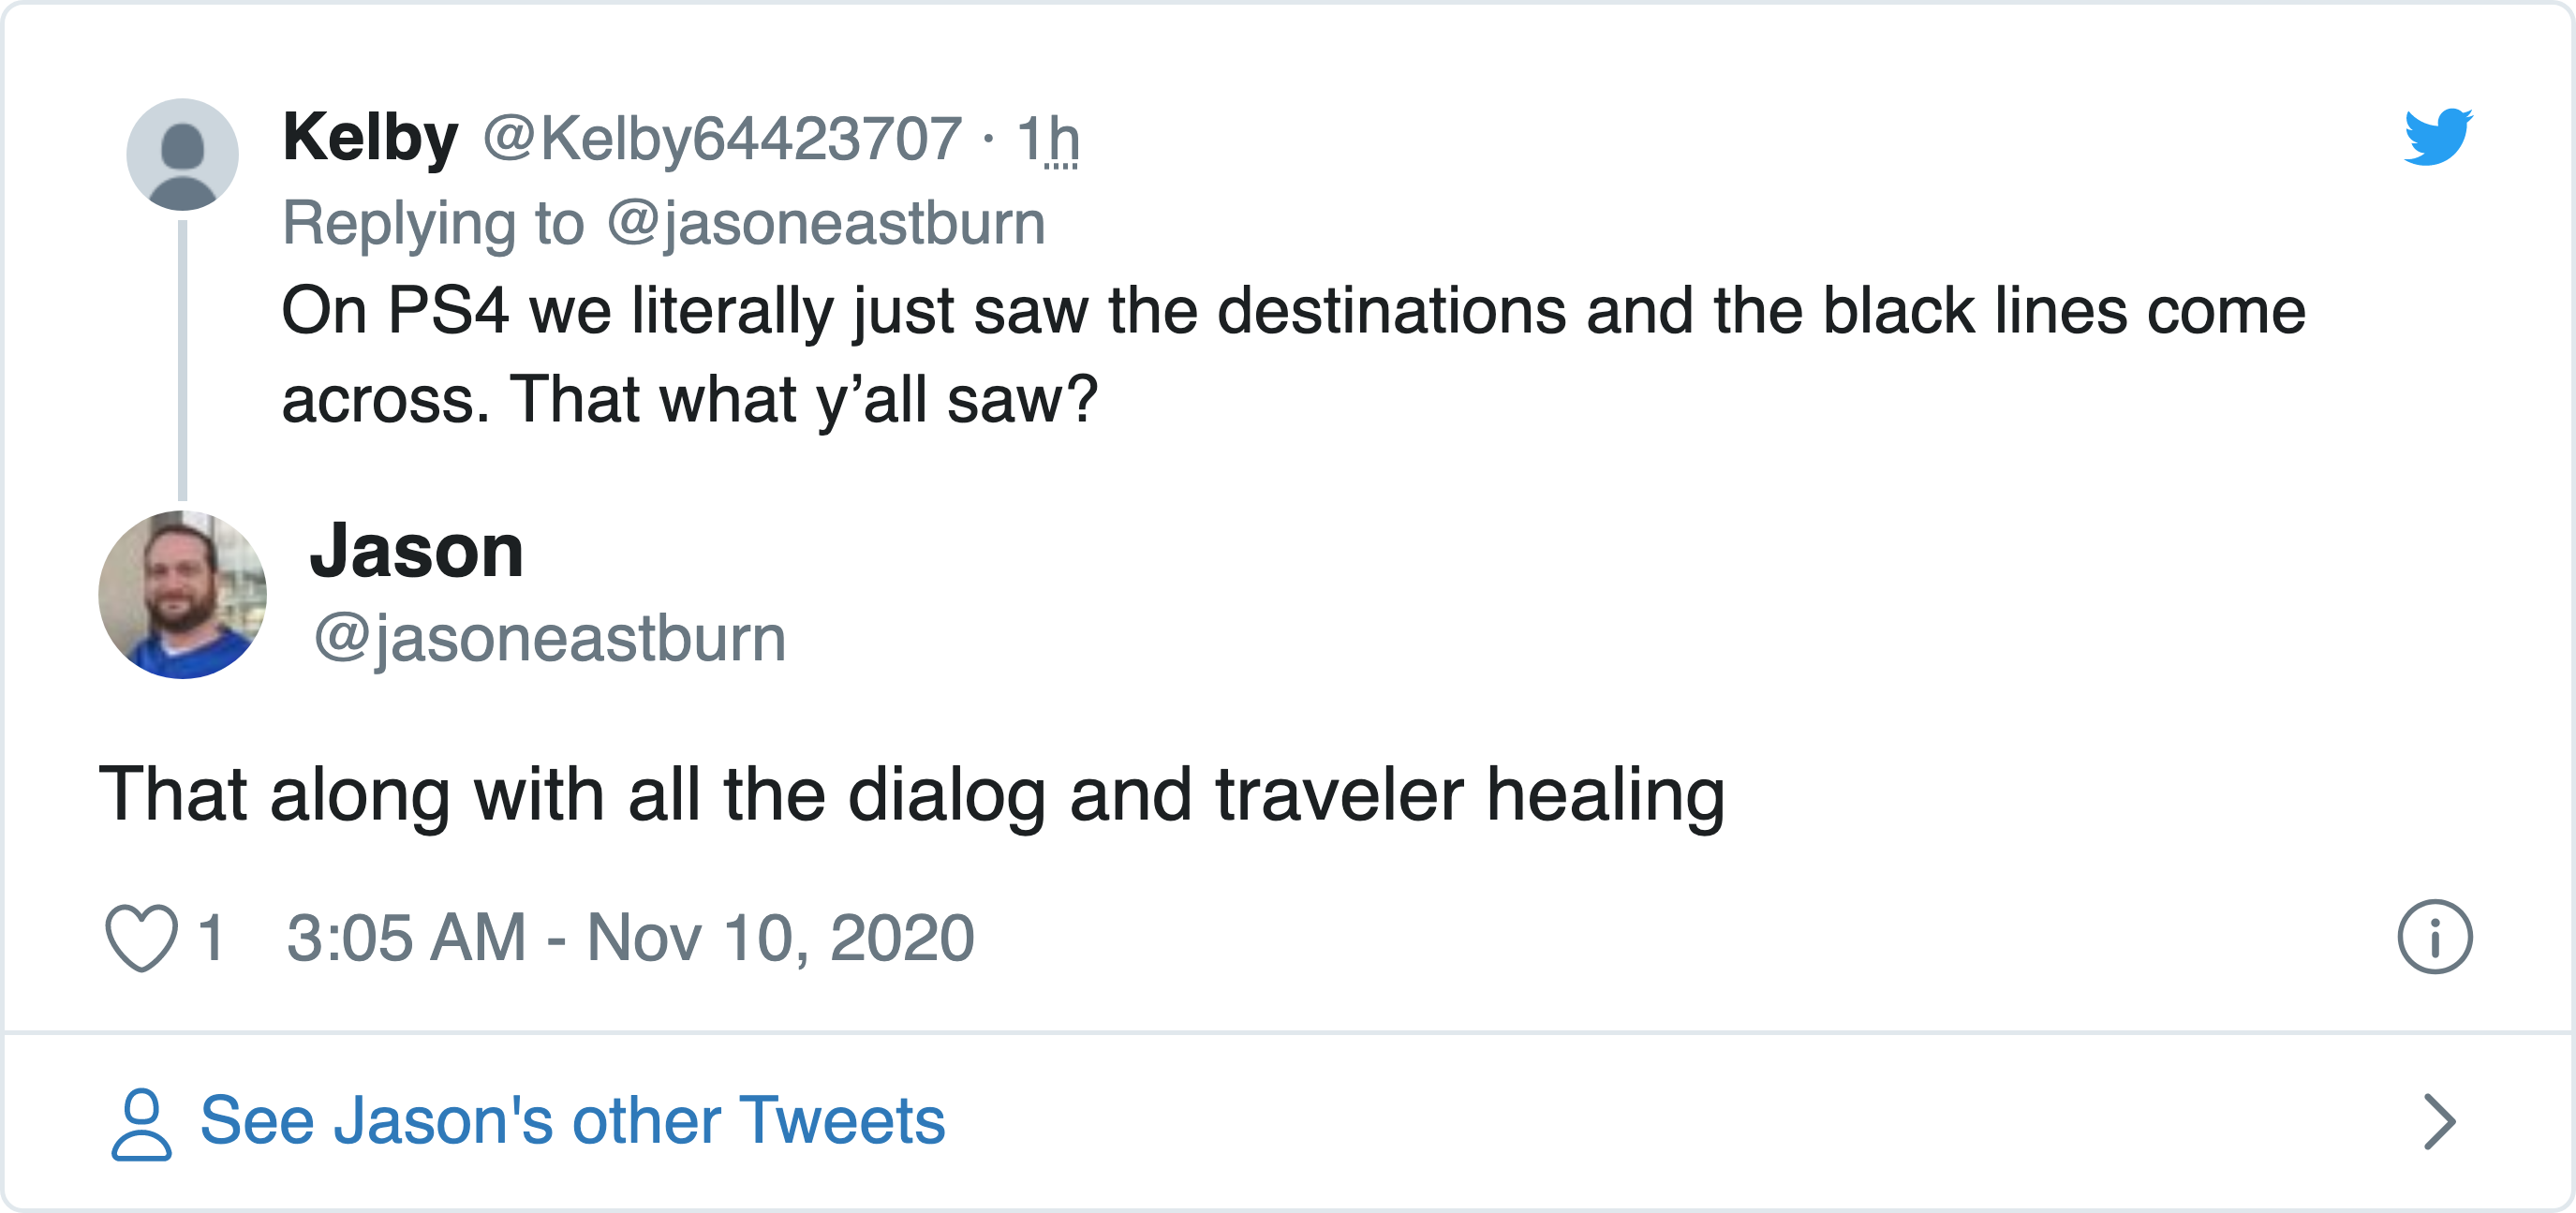 Kelby @Kelby64423707 · 1h
Replying to @jasoneastburn
On PS4 we literally just saw the destinations and the black lines come
across. That what y’all saw?
Jason
@jasoneastburn
That along with all the dialog and traveler healing
1 3:05 AM - Nov 10, 2020
See Jason's other Tweets